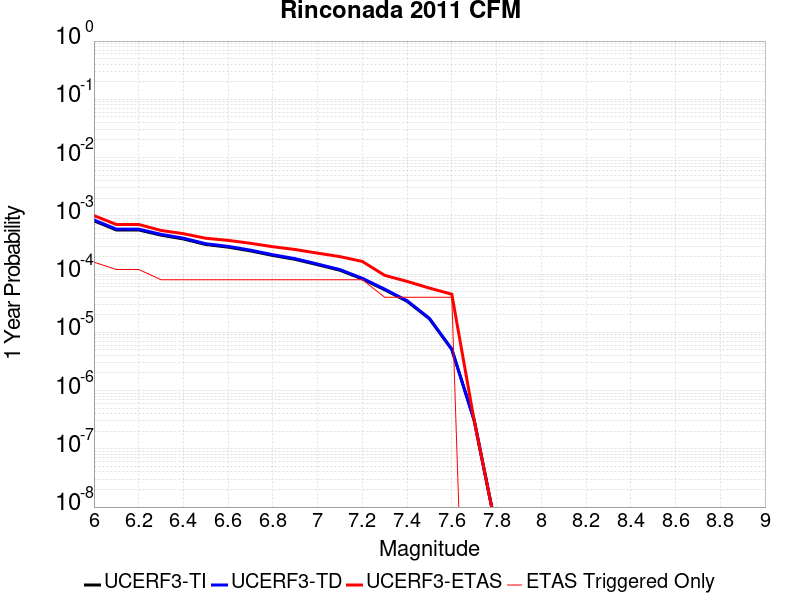 Rinconada 2011 CFM
1 Year Probability
10^0
10^-1
10^-2
10^-3
10^-4
10^-5
10^-6
10^-7
10^-8
6 6.2 6.4 6.6 6.8 7 7.2 7.4 7.6 7.8 8 8.2 8.4 8.6 8.8 9
Magnitude
UCERF3-TI UCERF3-TD UCERF3-ETAS ETAS Triggered Only